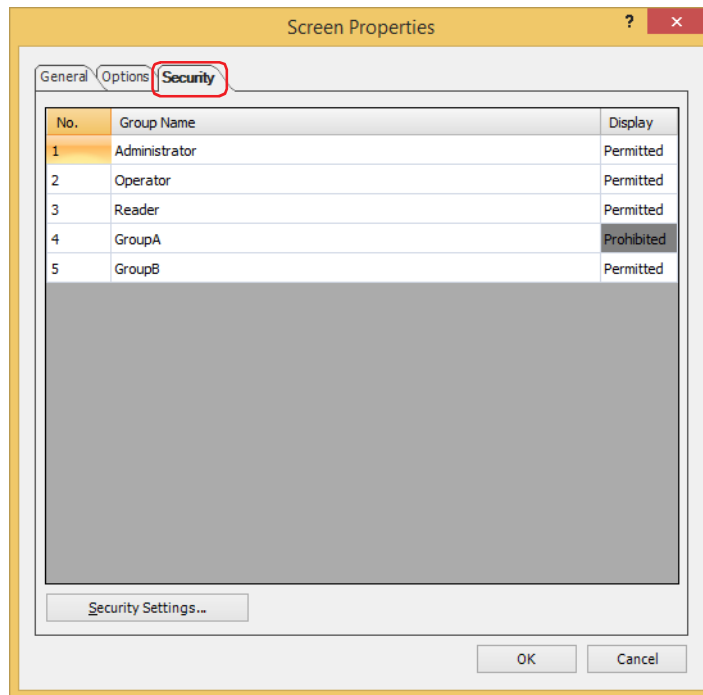 Screen Properties ? ×
General Options Security
No. Group Name Display
1 Administrator Permitted
2 Operator Permitted
3 Reader Permitted
4 GroupA Prohibited
5 GroupB Permitted
Security Settings...
OK Cancel